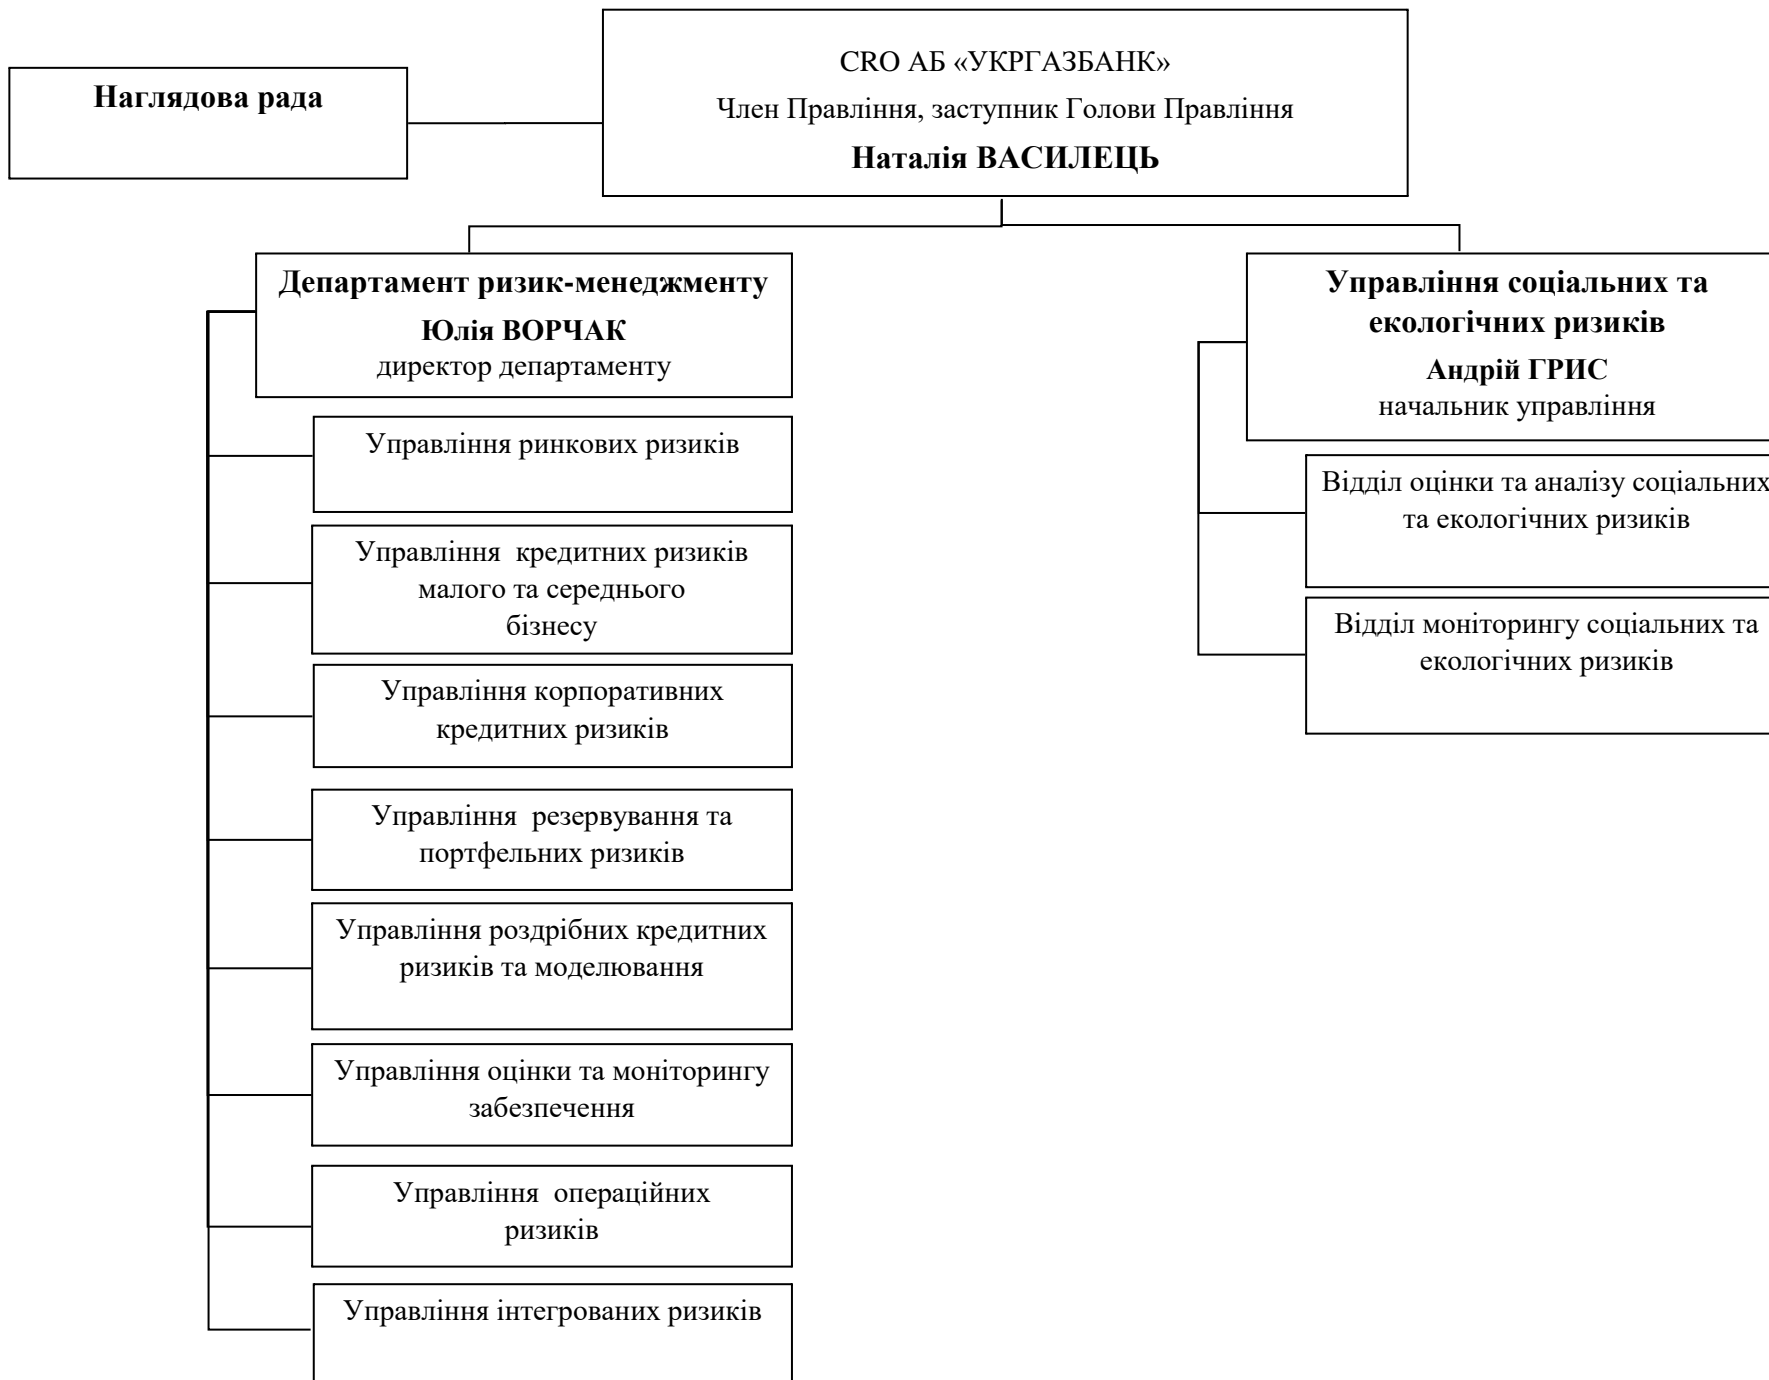 Наглядова рада
CRO АБ «УКРГАЗБАНК»
Член Правління, заступник Голови Правління
Наталія ВАСИЛЕЦЬ
Департамент ризик-менеджменту
Юлія ВОРЧАК
директор департаменту
Управління ринкових ризиків
Управління кредитних ризиків
малого та середнього
бізнесу
Управління корпоративних
кредитних ризиків
Управління резервування та
портфельних ризиків
Управління роздрібних кредитних
ризиків та моделювання
Управління оцінки та моніторингу
забезпечення
Управління операційних
ризиків
Управління інтегрованих ризиків
Управління соціальних та
екологічних ризиків
Андрій ГРИС
начальник управління
Відділ оцінки та аналізу соціальних
та екологічних ризиків
Відділ моніторингу соціальних та
екологічних ризиків